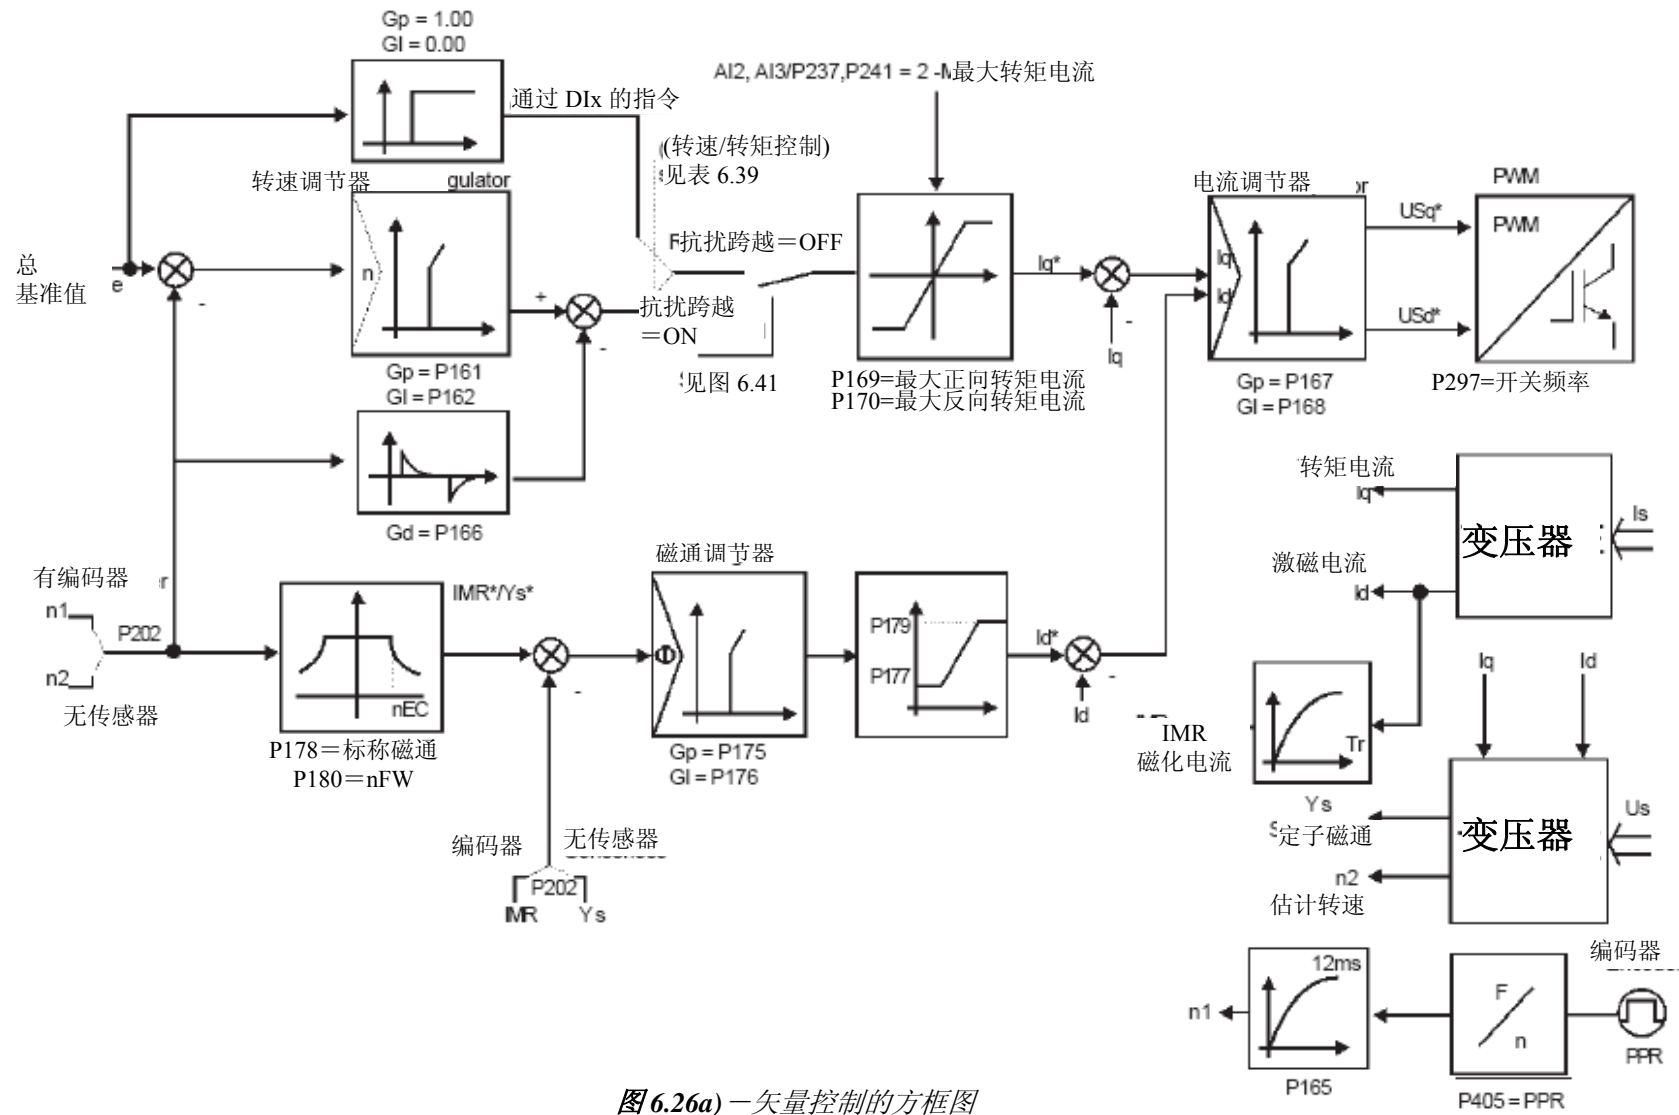 Gp = 1.00
GI = 0.00
通过 DIx 的指令
AI2, AI3/P237,P241 = 2 -M最大转矩电流
(转速/转矩控制)
见表 6.39
转速调节器
gulator
n
Gp = P161
GI = P162
总
基准值
e
-
+
-
F抗扰跨越＝OFF
抗扰跨越
＝ON
见图 6.41
P169=最大正向转矩电流
P170=最大反向转矩电流
Iq*
-
Iq
电流调节器
or
Iq
Id
Gp = P167
GI = P168
USq*
USd*
PWM
PWM
P297=开关频率
Gd = P166
转矩电流
Iq
变压器
Is
激磁电流
Id
有编码器
r
n1
P202
n2
无传感器
IMR*/Ys*
nEC
P178＝标称磁通
P180＝nFW
-
磁通调节器
Φ
Gp = P175
GI = P176
P179
P177
Id*
-
Id
IMR
磁化电流
Tr
Iq
Id
Ys
定子磁通
变压器
Us
n2
估计转速
编码器
无传感器
P202
IMR
Ys
编码器
12ms
n1
P165
F
n
PPR
P405 = PPR
图 6.26a)－矢量控制的方框图